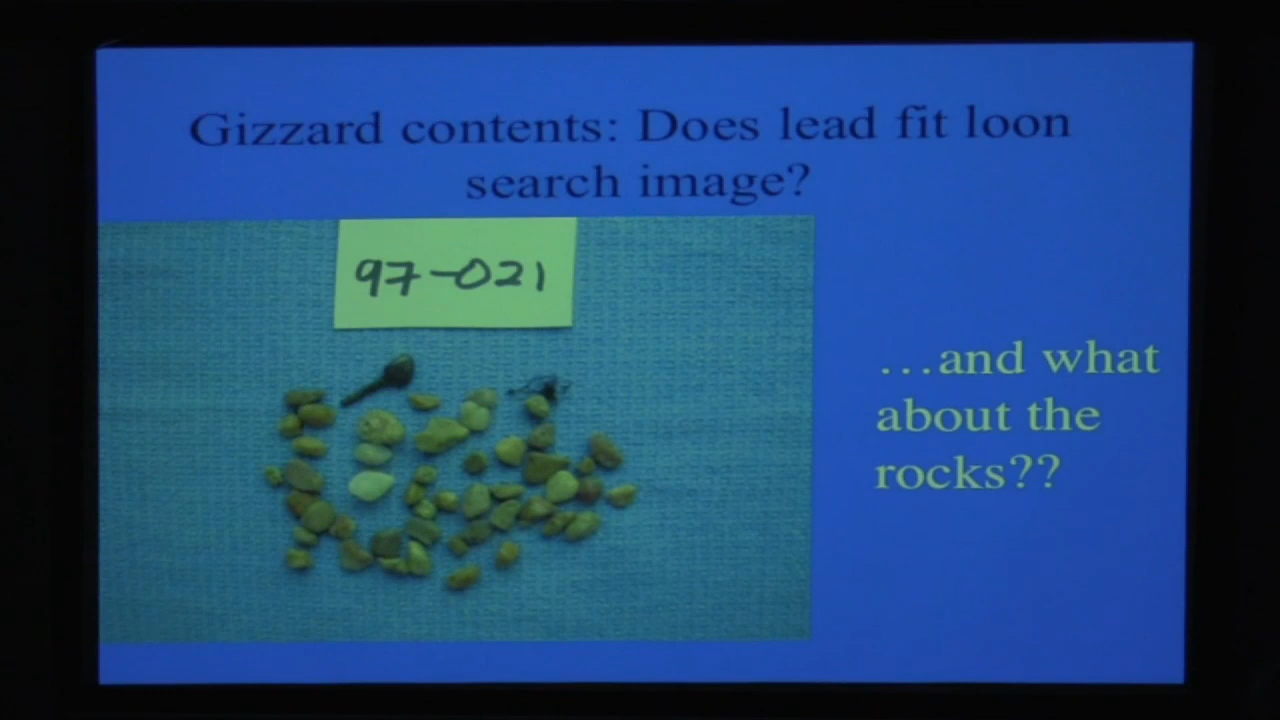 Gizzard contents: Does lead fit loon
search image?
97-021
...and what
about the
rocks??